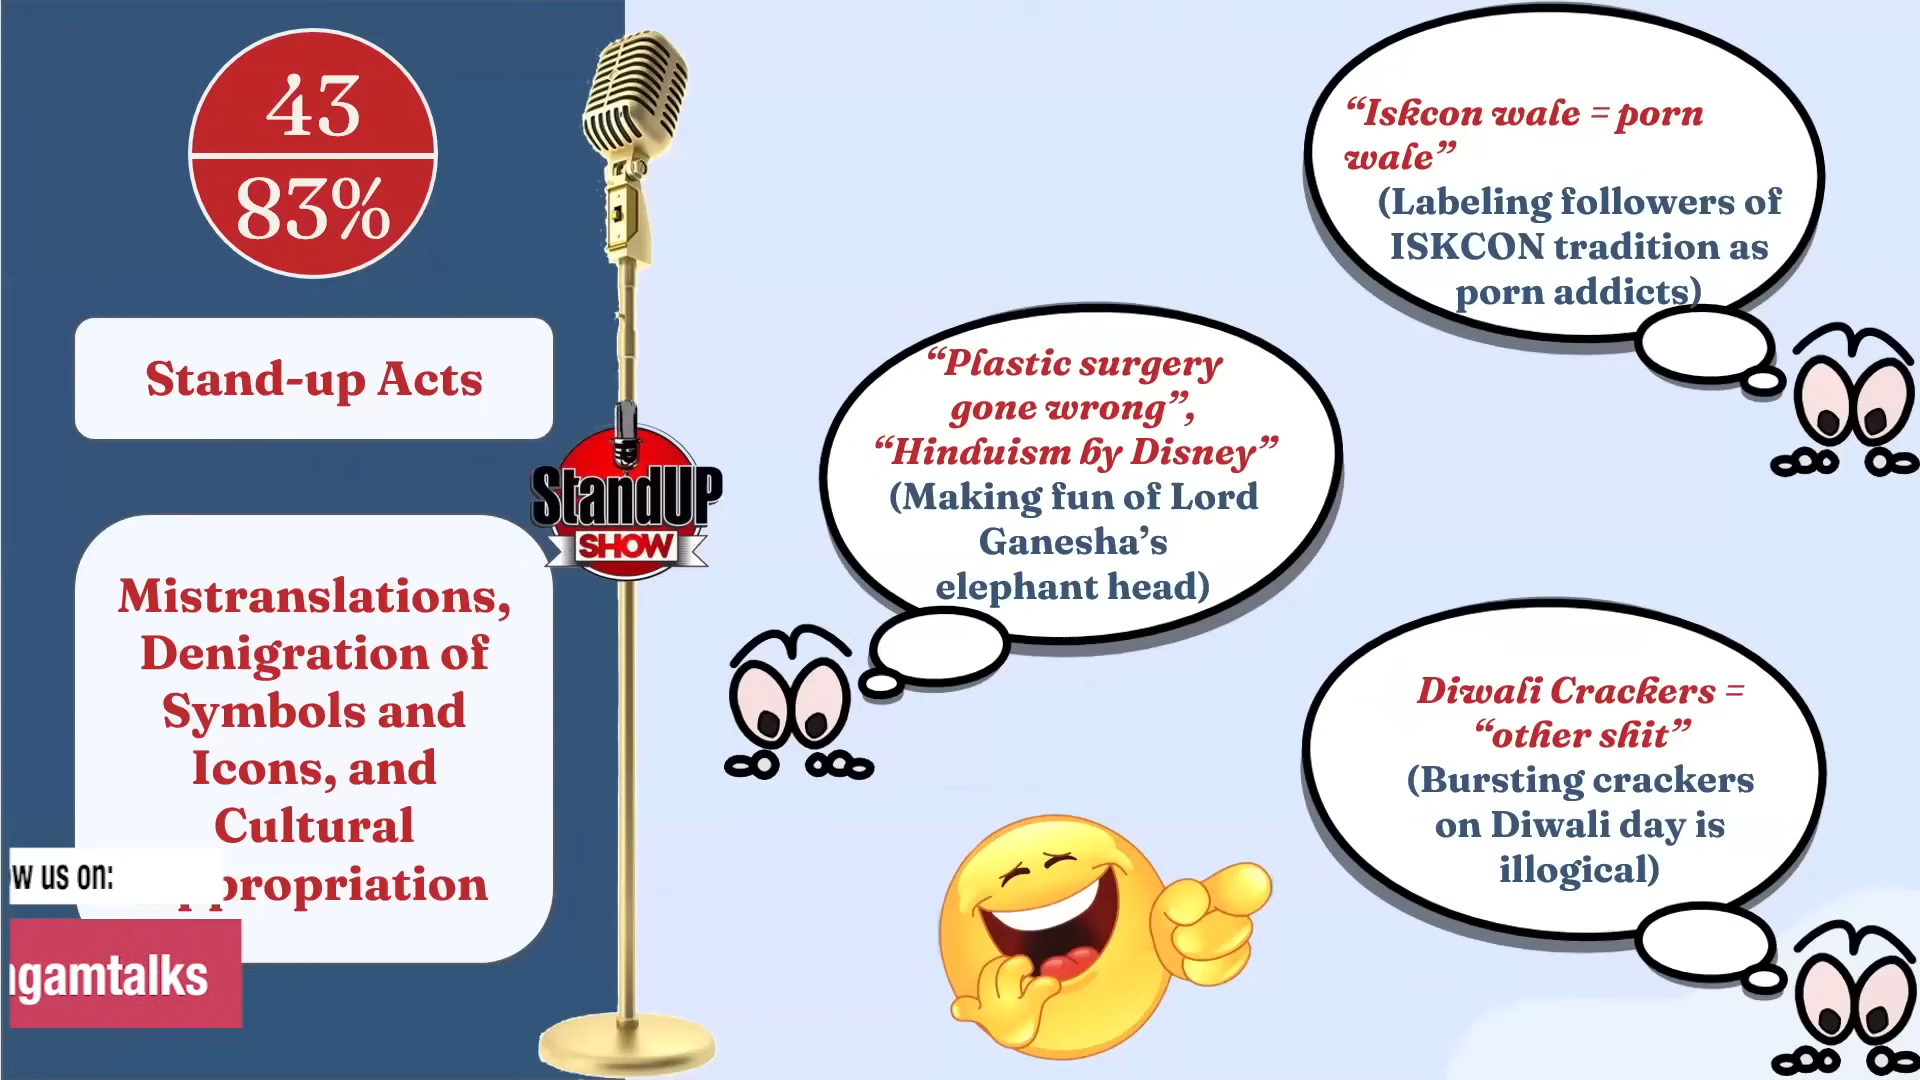 43
83%
Stand-up Acts
StandUP
SHOW
Mistranslations,
Denigration of
Symbols and
Icons, and
Cultural
propriation
w us on:
gamtalks
“Plastic surgery
gone wrong”,
“Hinduism by Disney”
(Making fun of Lord
Ganesha’s
elephant head)
“Iskcon wale = porn
wale”
(Labeling followers of
ISKCON tradition as
porn addicts)
Diwali Crackers =
“other shit”
(Bursting crackers
on Diwali day is
illogical)